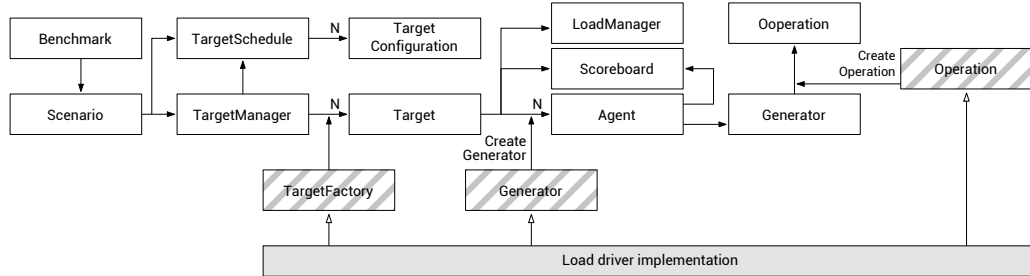 Benchmark
TargetSchedule
N
Target
Configuration
LoadManager
Ooperation
Scoreboard
Create
Operation
Operation
Scenario
TargetManager
N
Target
N
Agent
Generator
Create
Generator
TargetFactory
Generator
Load driver implementation